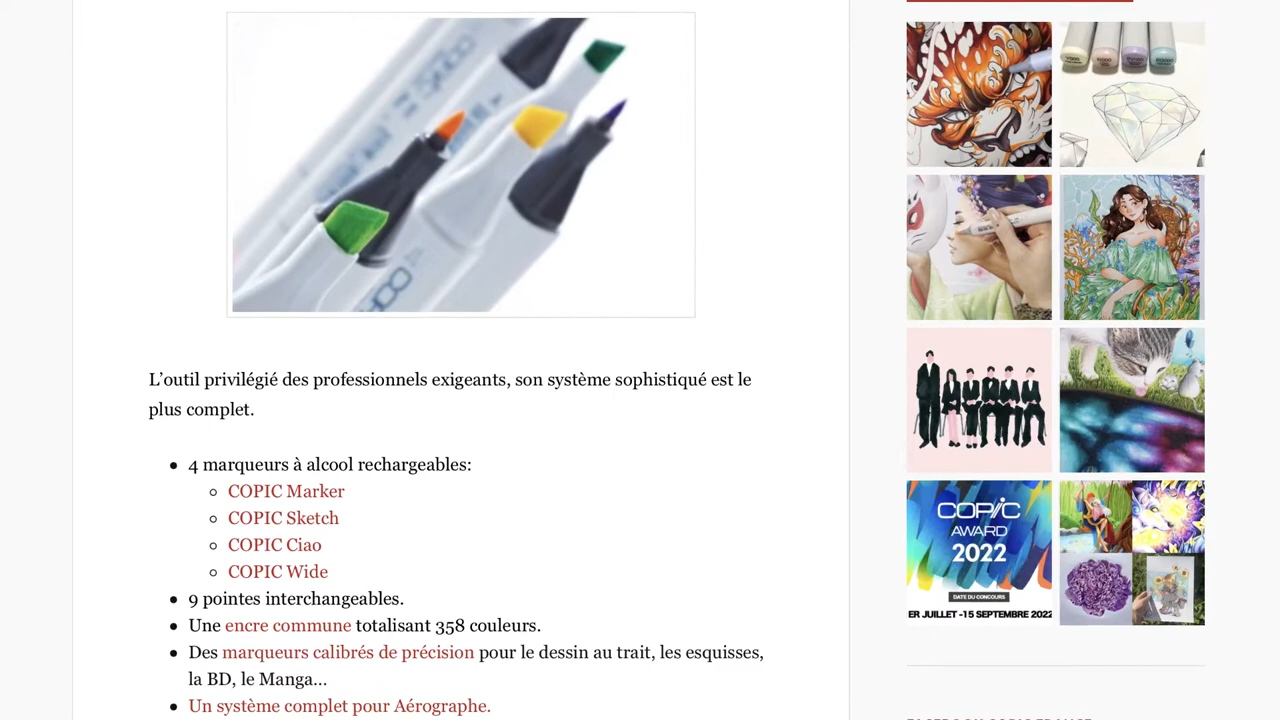 L’outil privilégié des professionnels exigeants, son système sophistiqué est le
plus complet.
4 marqueurs à alcool rechargeables:
COPIC Marker
COPIC Sketch
COPIC Ciao
COPIC Wide
9 pointes interchangeables.
Une encre commune totalisant 358 couleurs.
Des marqueurs calibrés de précision pour le dessin au trait, les esquisses,
la BD, le Manga...
Un système complet pour Aérographe.
COPIC
AWARD
2022
DATE DU CONCOURS
ER JUILLET -15 SEPTEMBRE 2022